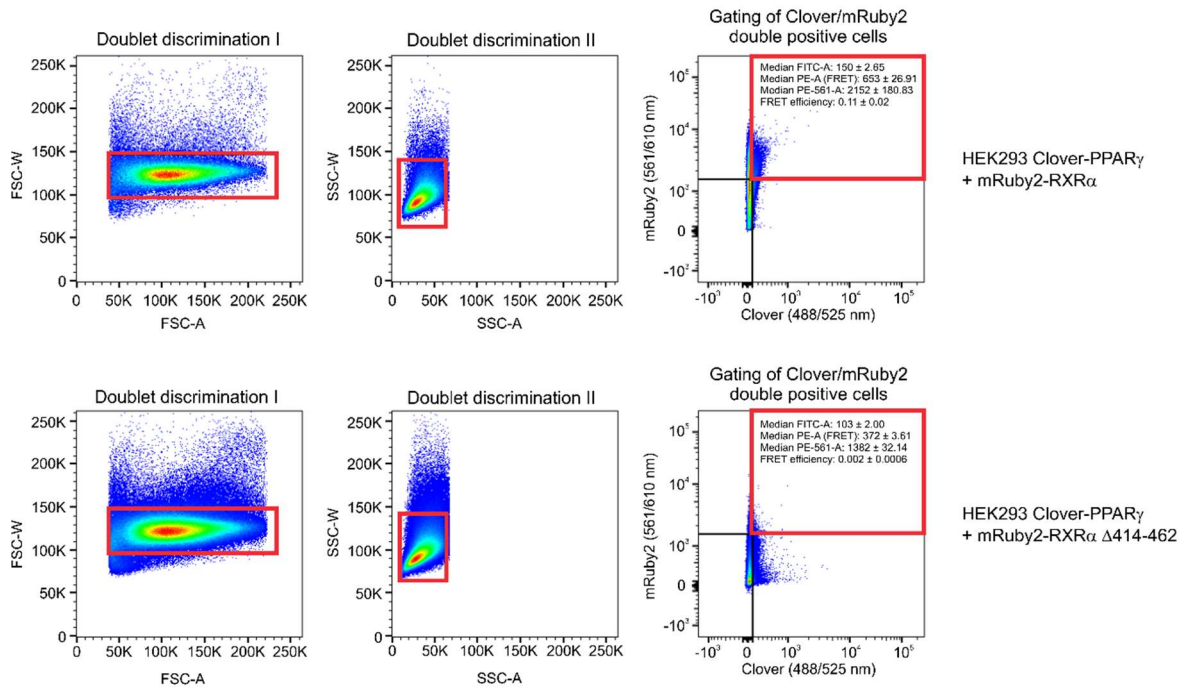 Doublet discrimination I
FSC-W
250K
200K
150K
100K
50K
0
0 50K 100K 150K 200K 250K
FSC-A
Doublet discrimination II
SSC-W
250K
200K
150K
100K
50K
0
0 50K 100K 150K 200K 250K
SSC-A
Gating of Clover/mRuby2
double positive cells
mRuby2 (561/610 nm)
10⁵
10⁴
10²
0
-10²
Median FITC-A: 150 ± 2.65
Median PE-A (FRET): 653 ± 26.91
Median PE-561-A: 2152 ± 180.83
FRET efficiency: 0.11 ± 0.02
-10³ 0 10³ 10⁴ 10⁵
Clover (488/525 nm)
HEK293 Clover-PPARγ
+ mRuby2-RXRα
Doublet discrimination I
FSC-W
250K
200K
150K
100K
50K
0
0 50K 100K 150K 200K 250K
FSC-A
Doublet discrimination II
SSC-W
250K
200K
150K
100K
50K
0
0 50K 100K 150K 200K 250K
SSC-A
Gating of Clover/mRuby2
double positive cells
mRuby2 (561/610 nm)
10⁵
10⁴
10²
0
-10²
Median FITC-A: 103 ± 2.00
Median PE-A (FRET): 372 ± 3.61
Median PE-561-A: 1382 ± 32.14
FRET efficiency: 0.002 ± 0.0006
-10³ 0 10³ 10⁴ 10⁵
Clover (488/525 nm)
HEK293 Clover-PPARγ
+ mRuby2-RXRα Δ414-462